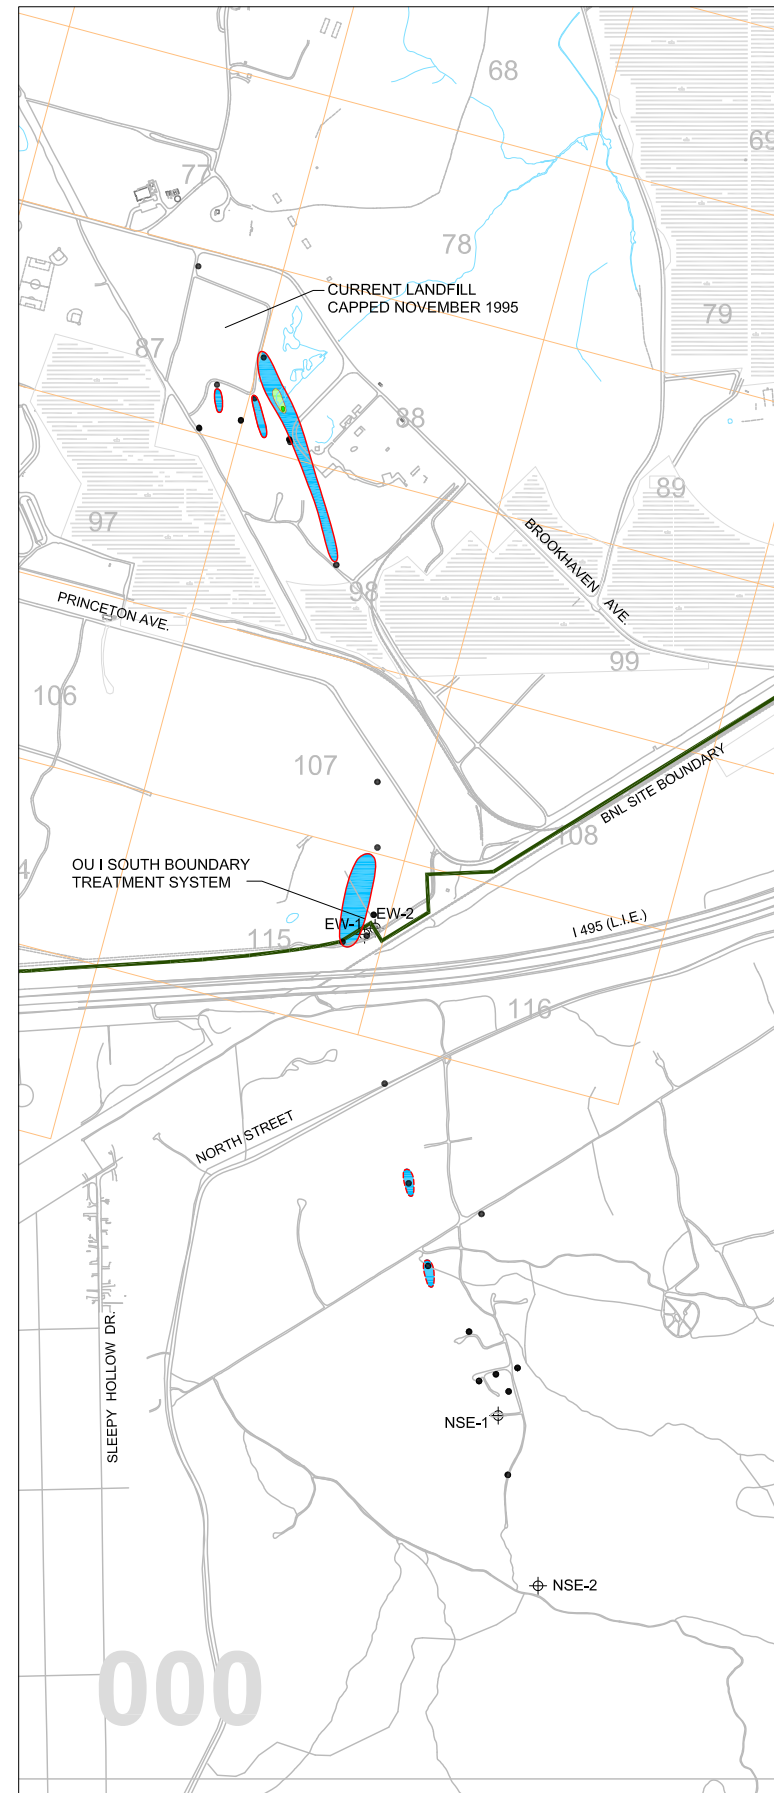 68
69
77
78
CURRENT LANDFILL
CAPPED NOVEMBER 1995
79
87
88
89
97
BROOKHAVEN AVE.
98
PRINCETON AVE.
99
106
107
BNL SITE BOUNDARY
108
OU I SOUTH BOUNDARY
TREATMENT SYSTEM
EW-1
EW-2
I 495 (L.I.E.)
115
116
NORTH STREET
SLEEPY HOLLOW DR.
NSE-1
NSE-2
000